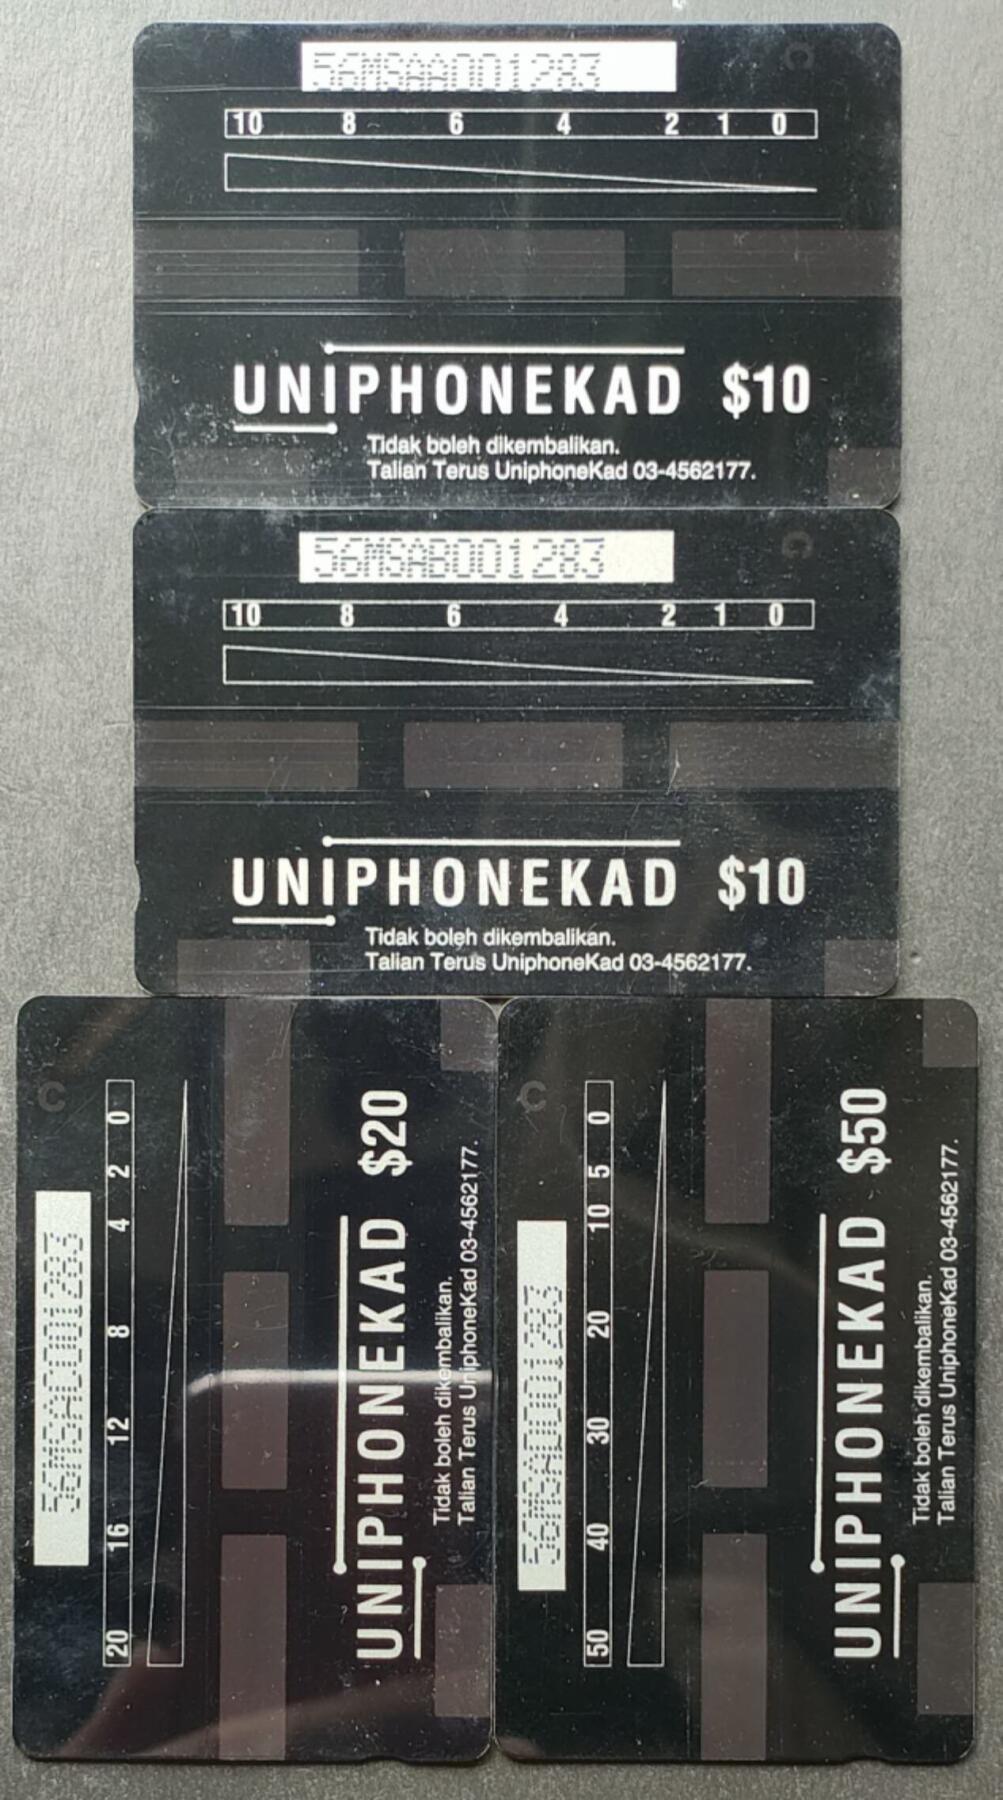 56MSAA001283
10 8 6 4 2 1 0
UNIPHONEKAD $10
Tidak boleh dikembalikan.
Talian Terus UniphoneKad 03-4562177.
C
56MSAB001283
10 8 6 4 2 1 0
UNIPHONEKAD $10
Tidak boleh dikembalikan.
Talian Terus UniphoneKad 03-4562177.
C
56MSAC001283
20 16 12 8 4 2 0
UNIPHONEKAD $20
Tidak boleh dikembalikan.
Talian Terus UniphoneKad 03-4562177.
C
56MSAD001283
50 40 30 20 10 5 0
UNIPHONEKAD $50
Tidak boleh dikembalikan.
Talian Terus UniphoneKad 03-4562177.